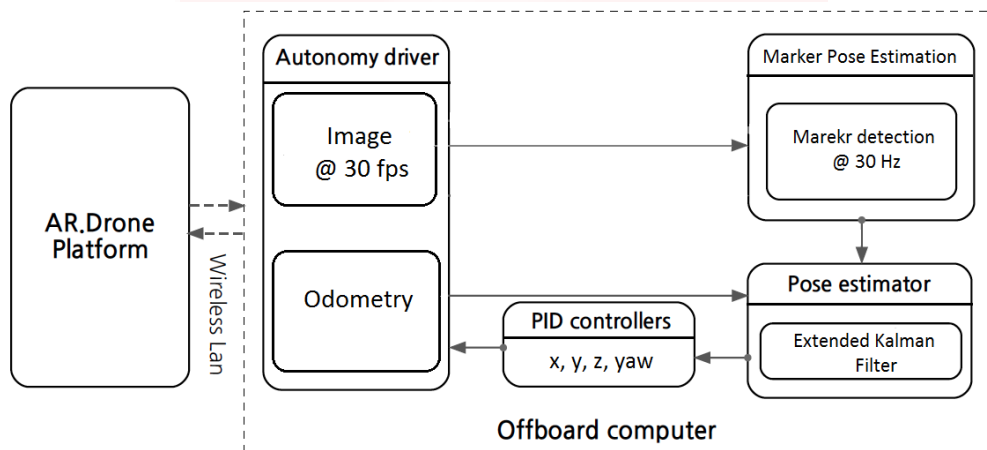 Autonomy driver
Image
@ 30 fps
Odometry
Marker Pose Estimation
Marekr detection
@ 30 Hz
AR.Drone
Platform
Wireless Lan
Pose estimator
Extended Kalman
Filter
PID controllers
x, y, z, yaw
Offboard computer